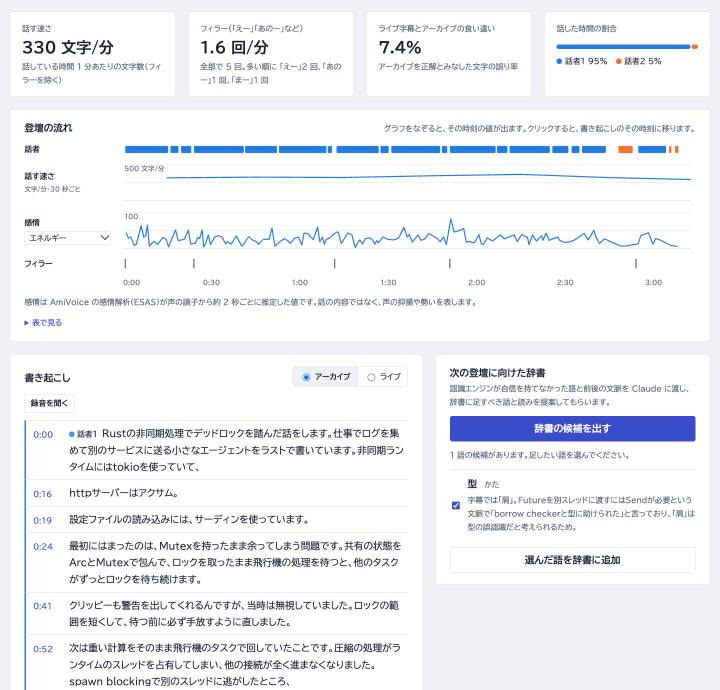 話す速さ
330 文字/分
話している時間 1 分あたりの文字数(フィ
ラーを除く)
フィラー(「えー」「あのー」など)
1.6 回/分
全部で 5 回。多い順に 「えー」2 回、「あの
ー」1 回、「まー」1 回
ライブ字幕とアーカイブの食い違い
7.4%
アーカイブを正解とみなした文字の誤り率
話した時間の割合
話者1 95% 話者2 5%
登壇の流れ
グラフをなぞると、その時刻の値が出ます。クリックすると、書き起こしのその時刻に移ります。
話者
話す速さ
文字/分・30 秒ごと
500 文字/分
感情
エネルギー
100
フィラー
0:00 0:30 1:00 1:30 2:00 2:30 3:00
感情は AmiVoice の感情解析(ESAS)が声の調子から約 2 秒ごとに推定した値です。話の内容ではなく、声の抑揚や勢いを表します。
▶ 表で見る
書き起こし
アーカイブ ライブ
録音を聞く
0:00 話者1 Rustの非同期処理でデッドロックを踏んだ話をします。仕事でログを集
めて別のサービスに送る小さなエージェントをラストで書いています。非同期ラン
タイムにはtokioを使っていて、
0:16 httpサーバーはアクサム。
0:19 設定ファイルの読み込みには、サーディンを使っています。
0:24 最初にはまったのは、Mutexを持ったまま余ってしまう問題です。共有の状態を
ArcとMutexで包んで、ロックを取ったまま飛行機の処理を待つと、他のタスク
がずっとロックを待ち続けます。
0:41 クリッピーも警告を出してくれるんですが、当時は無視していました。ロックの範
囲を短くして、待つ前に必ず手放すように直しました。
0:52 次は重い計算をそのまま飛行機のタスクで回していたことです。圧縮の処理がラ
ンタイムのスレッドを占有してしまい、他の接続が全く進まなくなりました。
spawn blockingで別のスレッドに逃がしたところ、
次の登壇に向けた辞書
認識エンジンが自信を持てなかった語と前後の文脈を Claude に渡し、
辞書に足すべき語と読みを提案してもらいます。
辞書の候補を出す
1 語の候補があります。足したい語を選んでください。
型 かた
字幕では「肩」。Futureを別スレッドに渡すにはSendが必要という
文脈で「borrow checkerと型に助けられた」と言っており、「肩」は
型の誤認識だと考えられるため。
選んだ語を辞書に追加